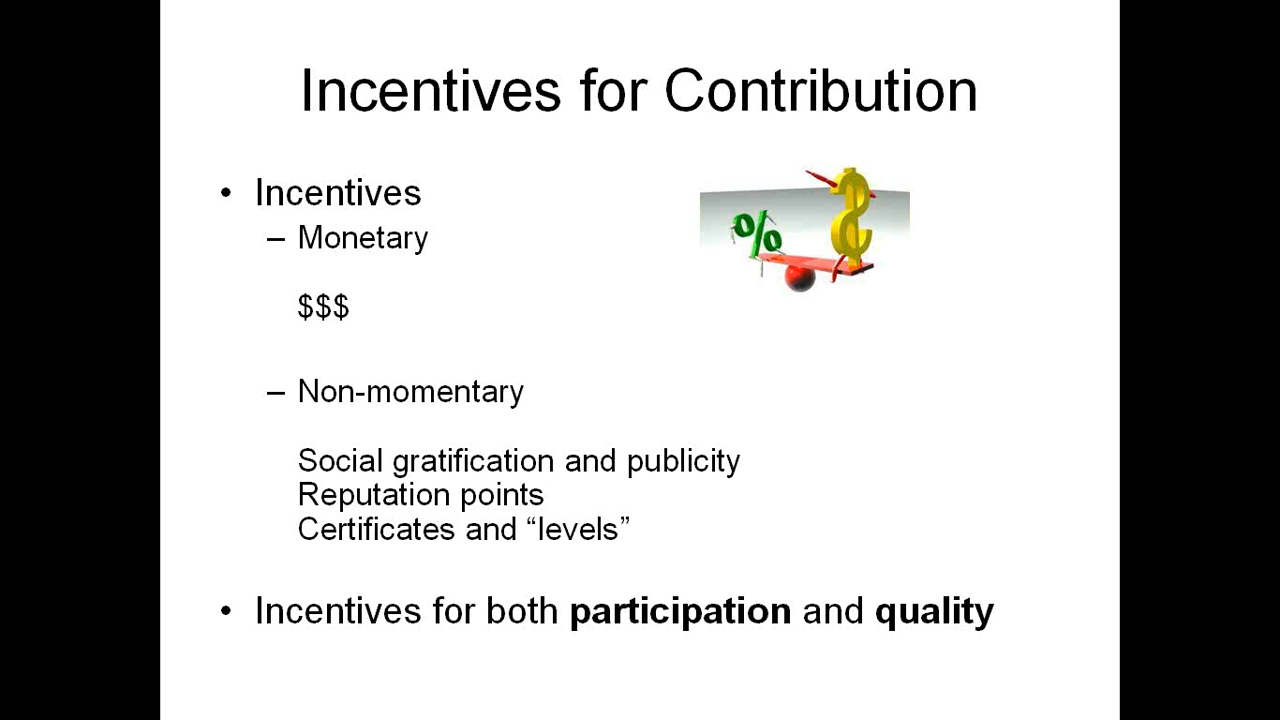 Incentives for Contribution
• Incentives
– Monetary
$$$
– Non-momentary
Social gratification and publicity
Reputation points
Certificates and “levels”
• Incentives for both participation and quality
%
$